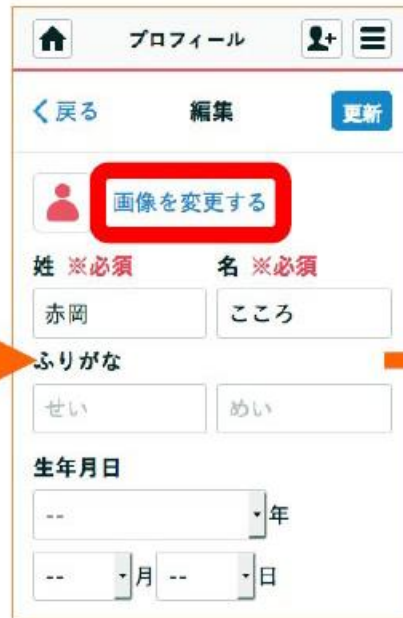 プロフィール
戻る 編集 更新
画像を変更する
姓 ※必須 名 ※必須
赤岡 こころ
ふりがな
せい めい
生年月日
-- 年
-- 月 -- 日